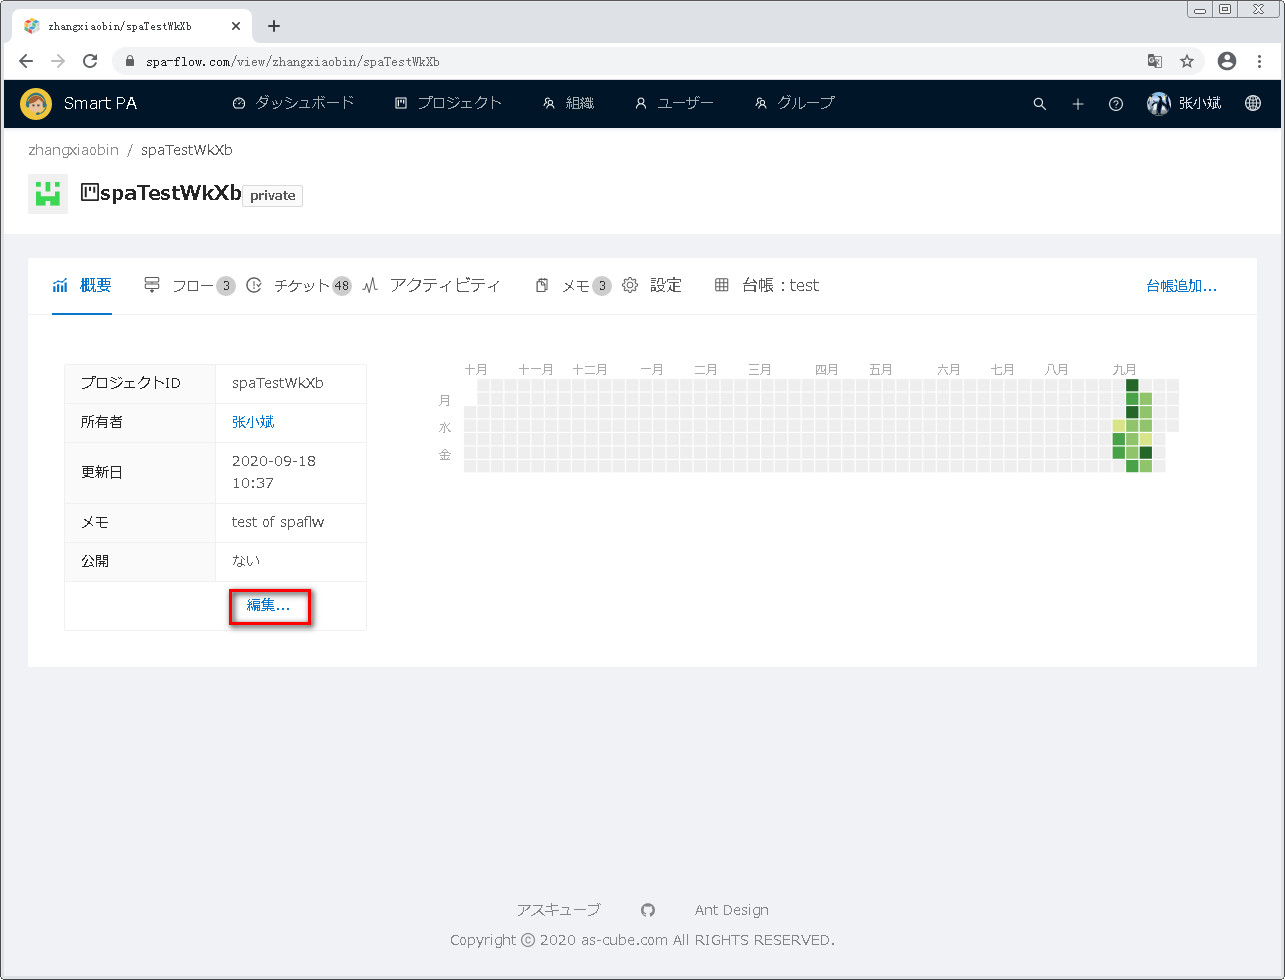 zhangxiaobin/spaTestWkXb
spa-flow.com/view/zhangxiaobin/spaTestWkXb
Smart PA ダッシュボード プロジェクト 組織 ユーザー グループ 张小斌
zhangxiaobin / spaTestWkXb
spaTestWkXb private
概要 フロー 3 チケット 48 アクティビティ メモ 3 設定 台帳：test 台帳追加...
十月 十一月 十二月 一月 二月 三月 四月 五月 六月 七月 八月 九月
月
水
金
プロジェクトID spaTestWkXb
所有者 张小斌
更新日 2020-09-18
10:37
メモ test of spaflw
公開 ない
編集...
アスキューブ Ant Design
Copyright © 2020 as-cube.com All RIGHTS RESERVED.